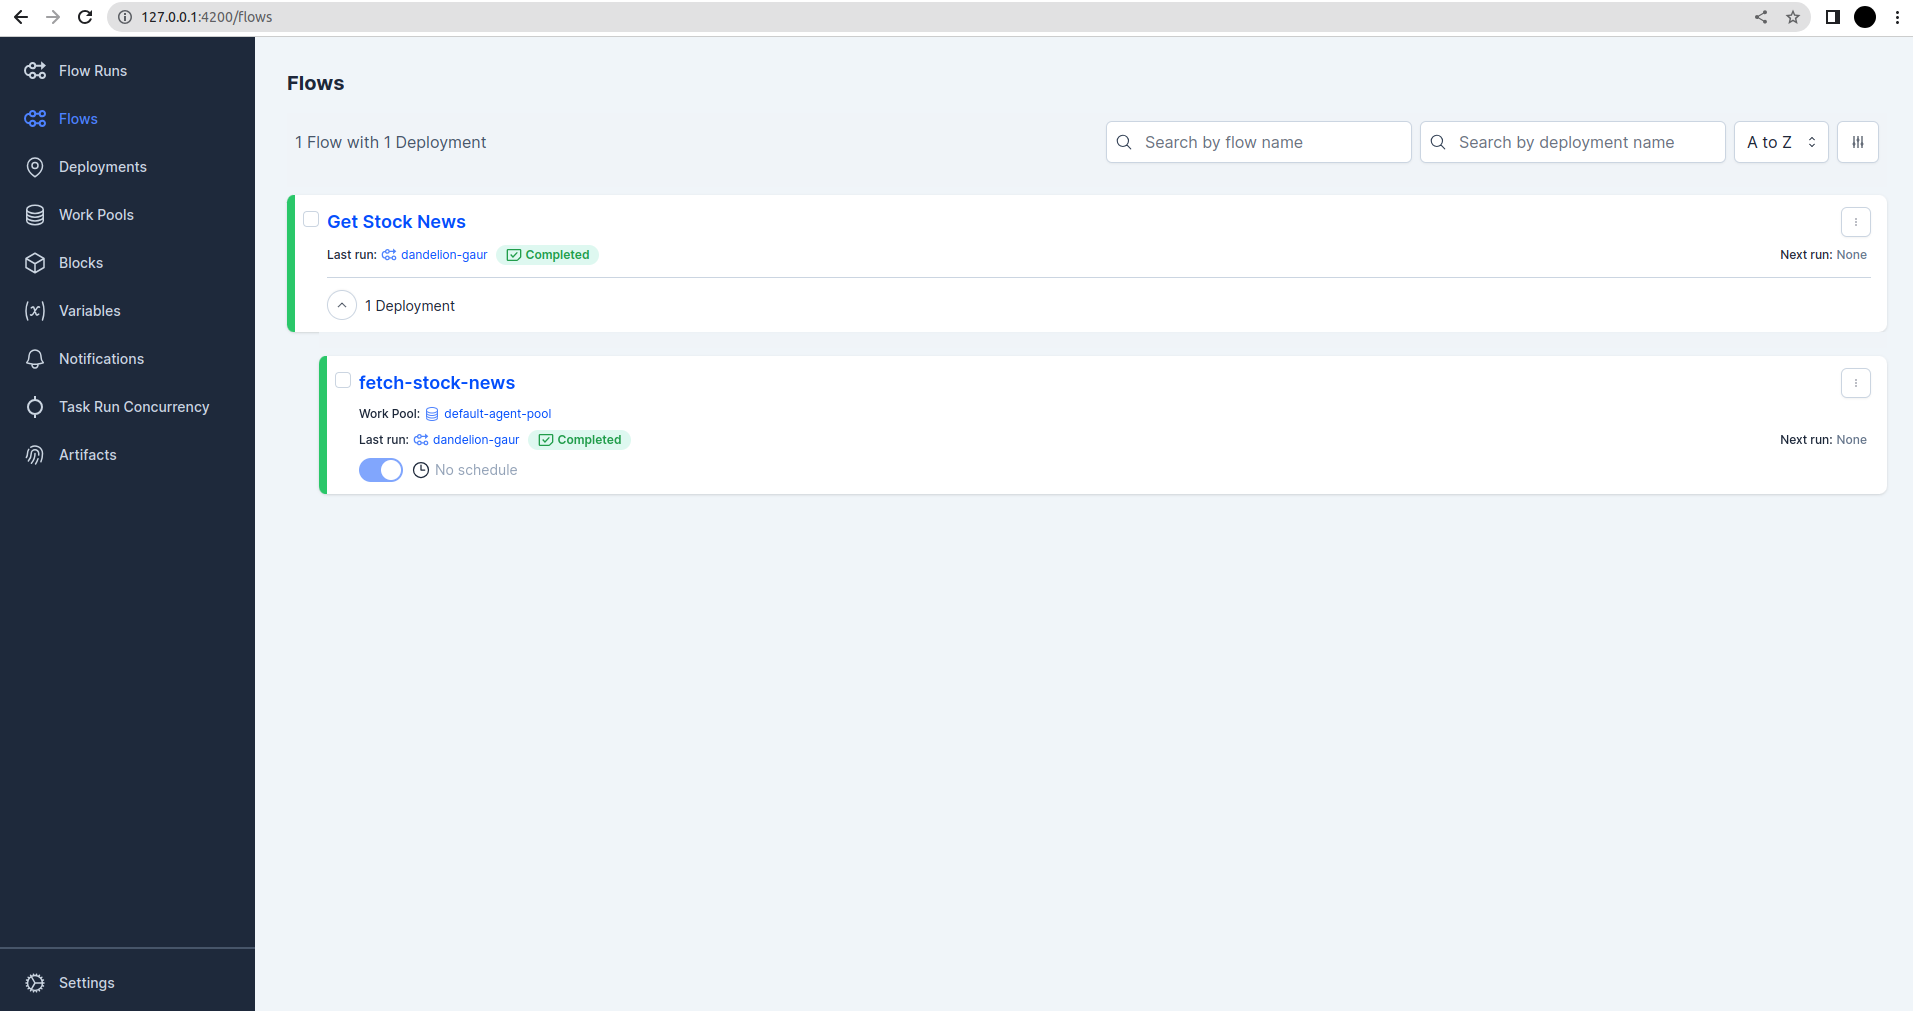 127.0.0.1:4200/flows
Flow Runs
Flows
Deployments
Work Pools
Blocks
Variables
Notifications
Task Run Concurrency
Artifacts
Settings
Flows
1 Flow with 1 Deployment
Search by flow name
Search by deployment name
A to Z
Get Stock News
Last run: dandelion-gaur Completed
Next run: None
1 Deployment
fetch-stock-news
Work Pool: default-agent-pool
Last run: dandelion-gaur Completed
Next run: None
No schedule